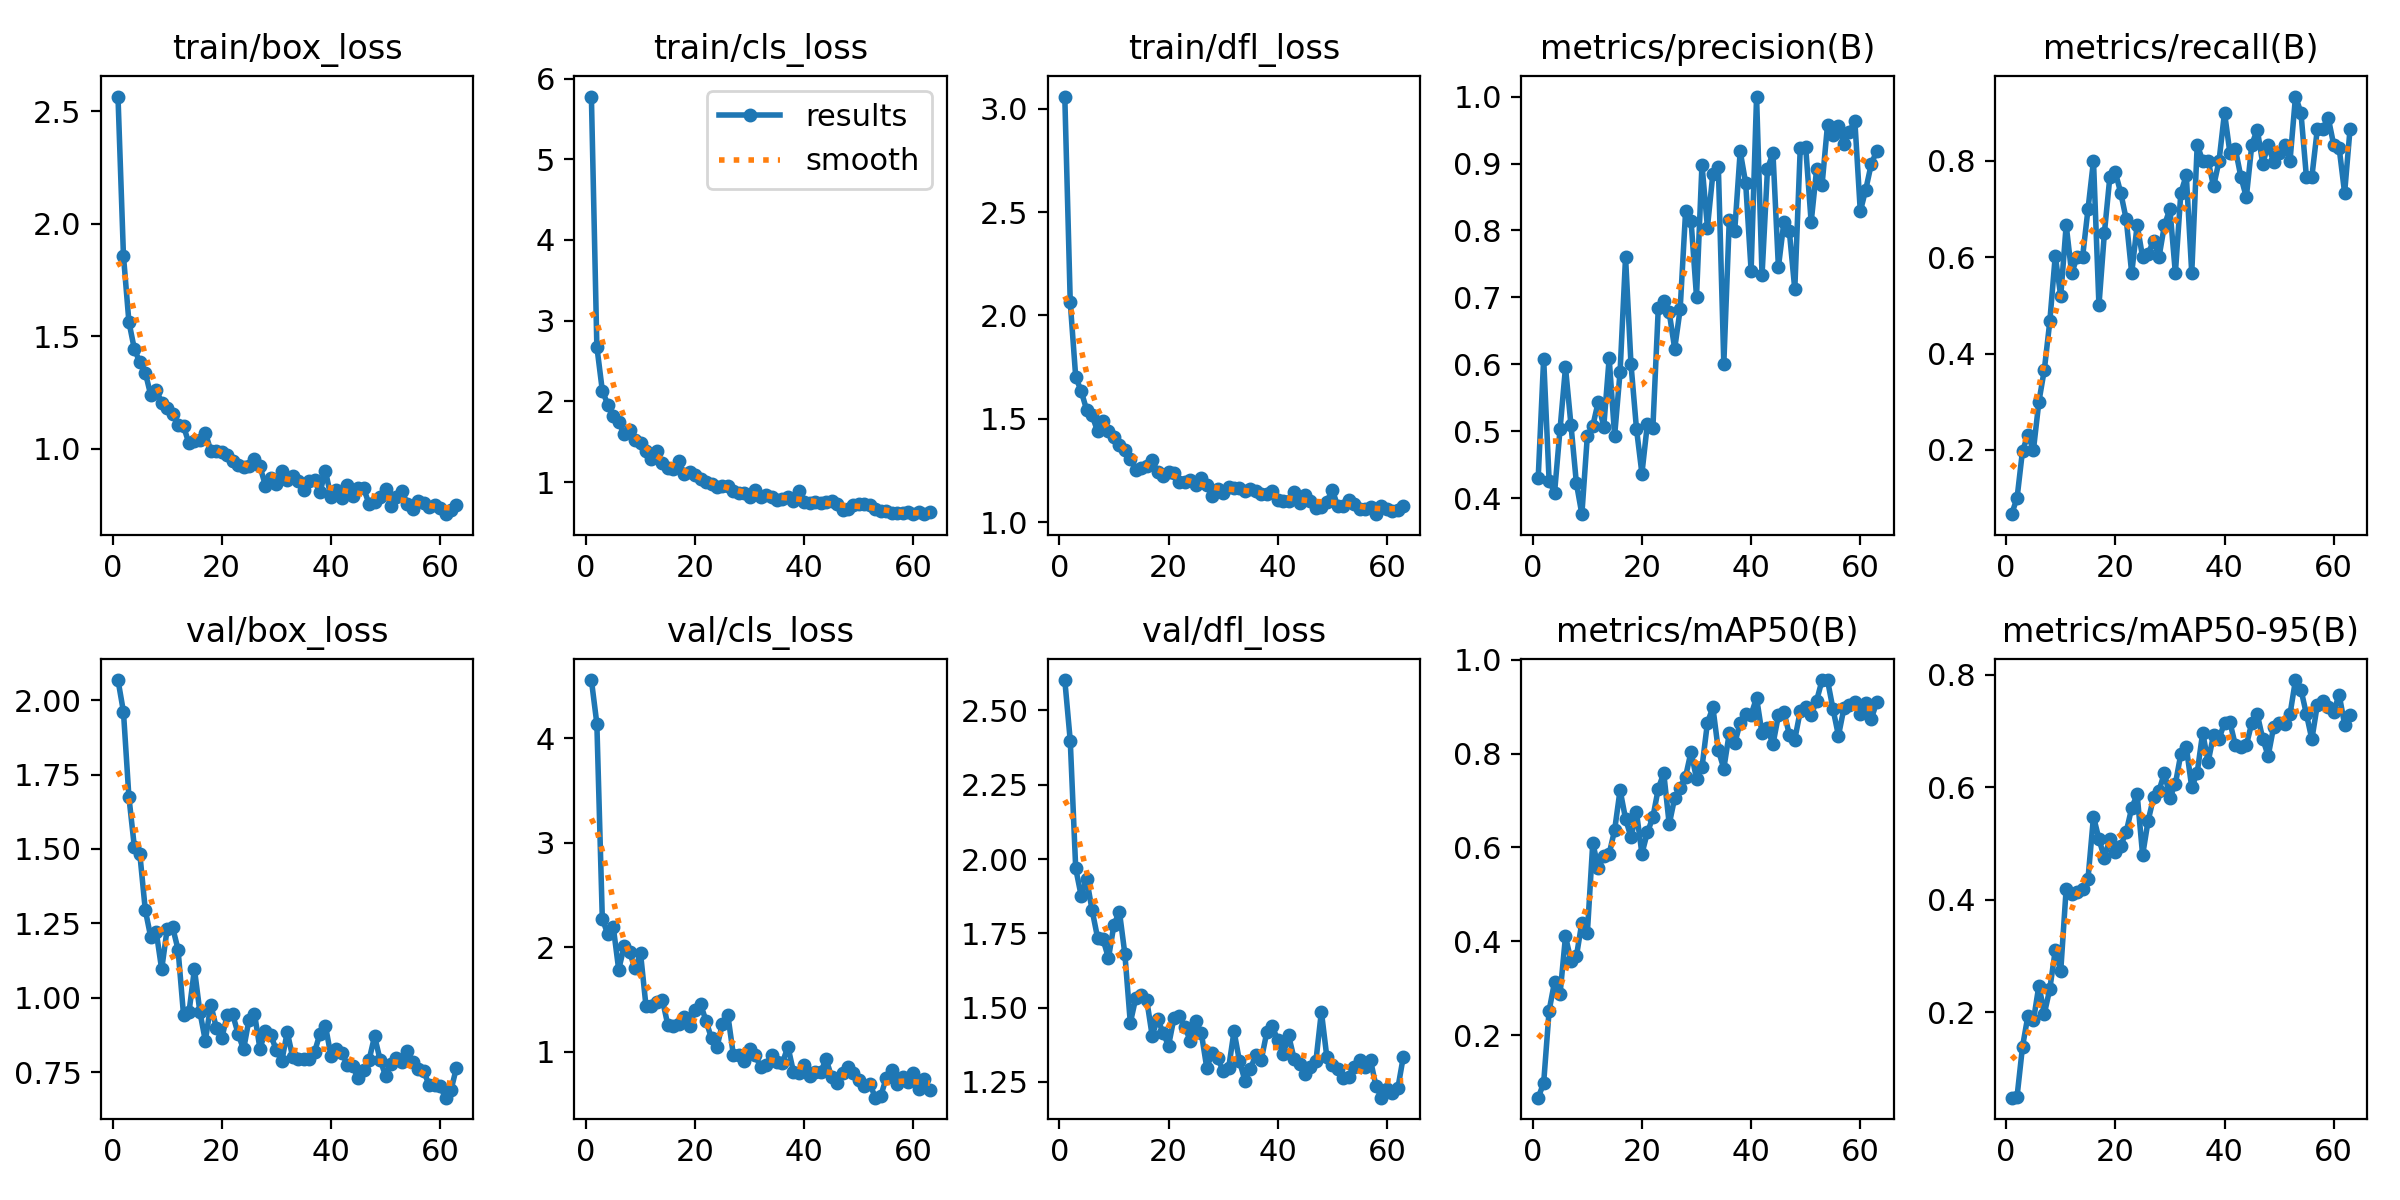 train/box_loss
2.5
2.0
1.5
1.0
0 20 40 60
train/cls_loss
results
smooth
6
5
4
3
2
1
0 20 40 60
train/dfl_loss
3.0
2.5
2.0
1.5
1.0
0 20 40 60
metrics/precision(B)
1.0
0.9
0.8
0.7
0.6
0.5
0.4
0 20 40 60
metrics/recall(B)
0.8
0.6
0.4
0.2
0 20 40 60
val/box_loss
2.00
1.75
1.50
1.25
1.00
0.75
0 20 40 60
val/cls_loss
4
3
2
1
0 20 40 60
val/dfl_loss
2.50
2.25
2.00
1.75
1.50
1.25
0 20 40 60
metrics/mAP50(B)
1.0
0.8
0.6
0.4
0.2
0 20 40 60
metrics/mAP50-95(B)
0.8
0.6
0.4
0.2
0 20 40 60